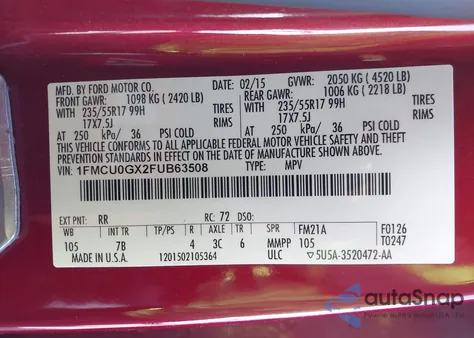 MFD. BY FORD MOTOR CO. 02/15 GVWR: 2050 KG (4520 LB)
FRONT GAWR: 1098 KG (2420 LB) REAR GAWR: 1006 KG (2218 LB)
235/55R17 99H TIRES 235/55R17 99H TIRES
17X7.5J RIMS 17X7.5J RIMS
AT 250 kPa/ 36 PSI COLD AT 250 kPa/ 36 PSI COLD
THIS VEHICLE CONFORMS TO ALL APPLICABLE FEDERAL MOTOR VEHICLE SAFETY AND BUMPER
STANDARDS IN EFFECT ON THE DATE OF MANUFACTURE SHOWN ABOVE.
VIN: 1FMCU0GX2FUB63508 TYPE: MPV
EXT PNT: RR RC: 72 DSO: FM21A F0126
WB INT TR TP/PS R AXLE TR SPR MMPP 105 T0247
105 7B 4 3C 6 ULC 5U5A-3520472-AA
MADE IN U.S.A. 1201502105364
autoSnap